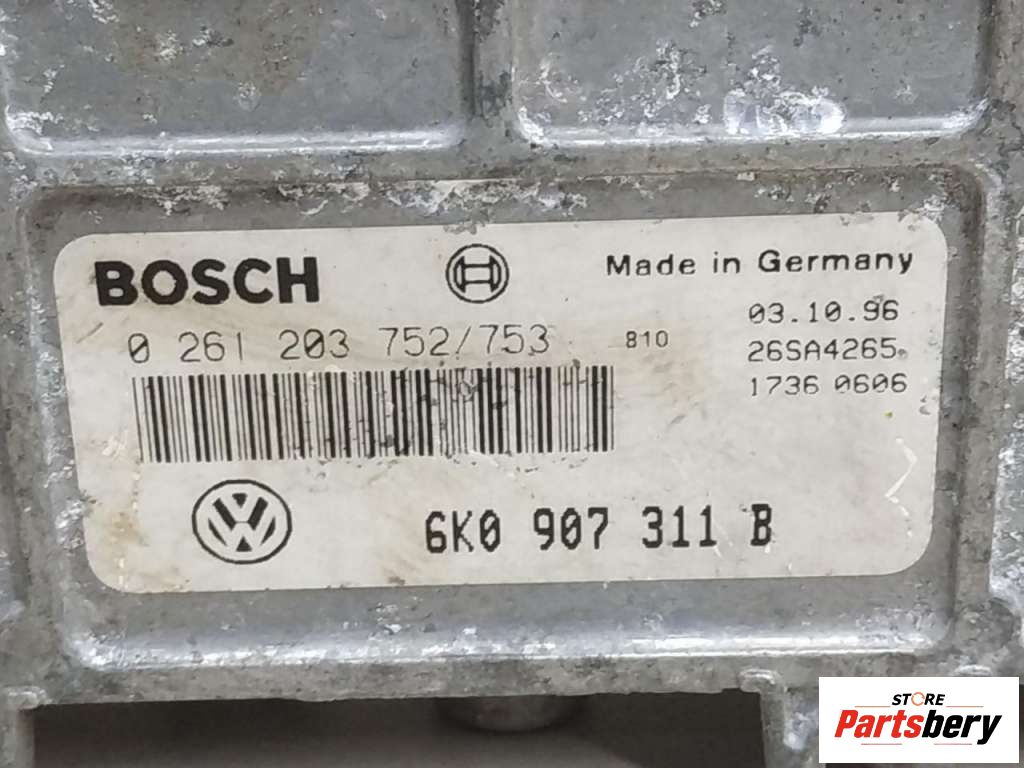 BOSCH
Made in Germany
0 261 203 752/753
810
03.10.96
26SA4265
1736 0606
6K0 907 311 B
STORE
Partsbery